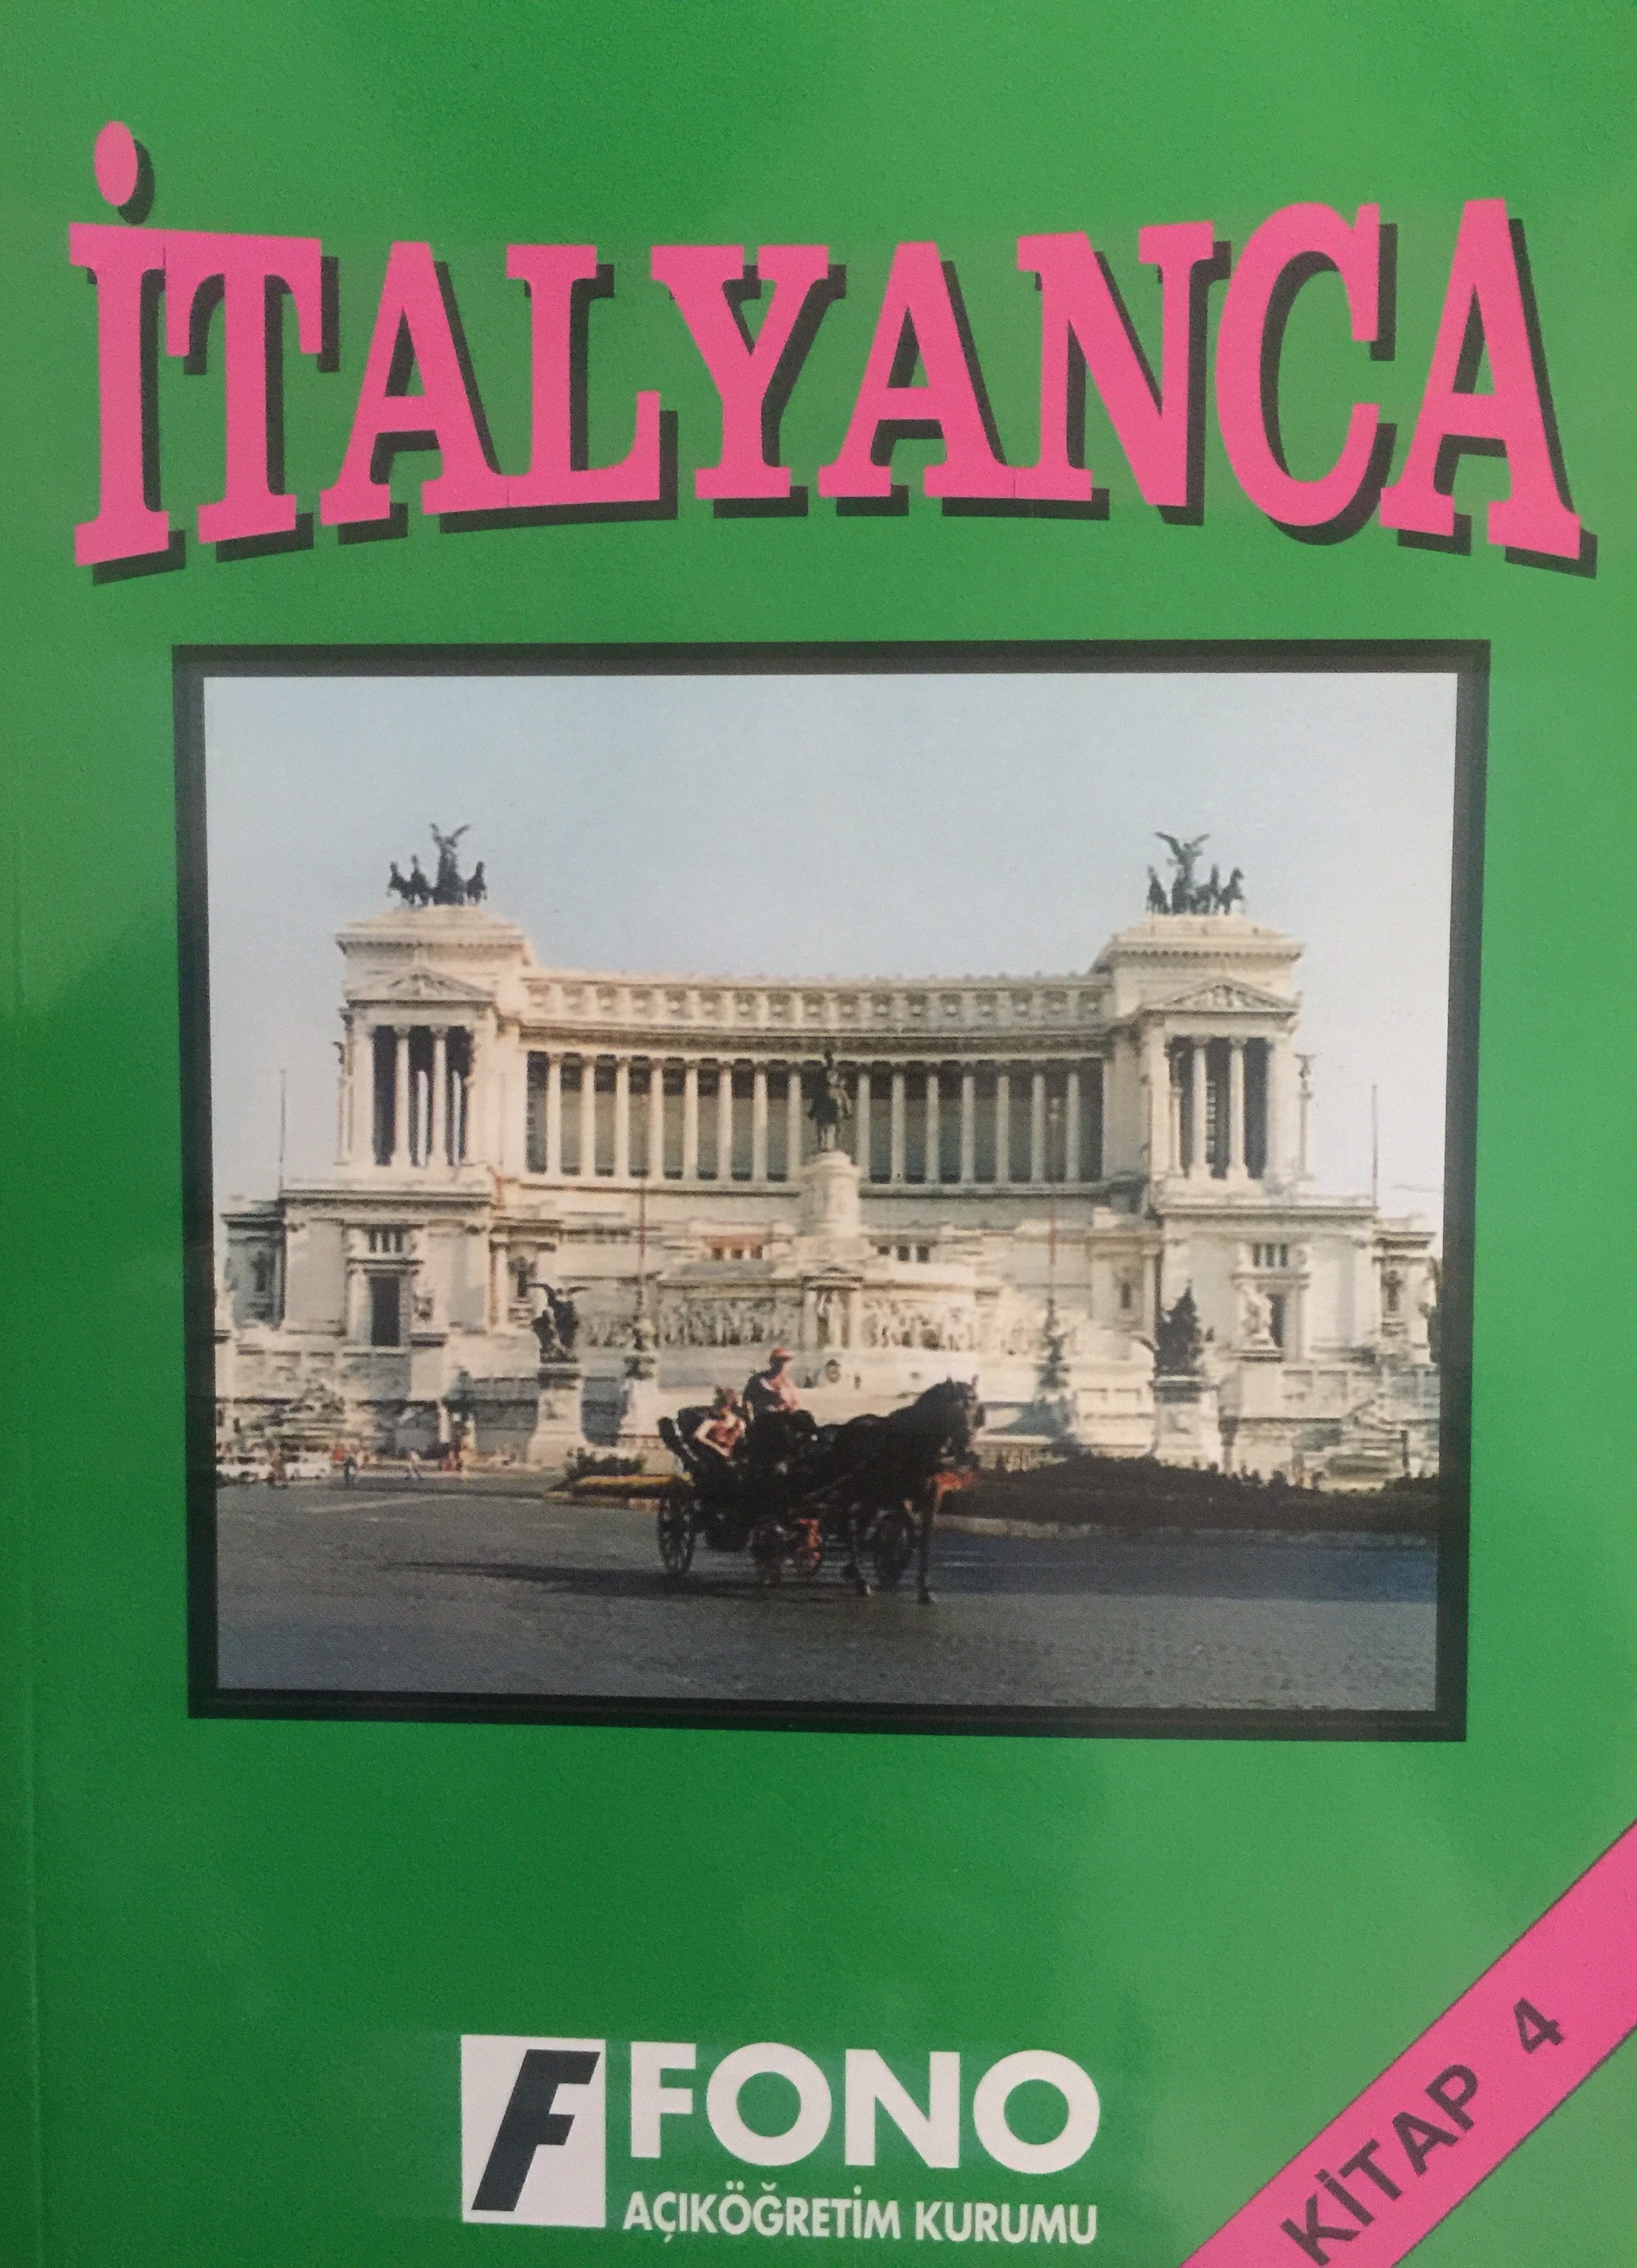 İTALYANCA
F FONO
AÇIKÖĞRETİM KURUMU
KİTAP 4